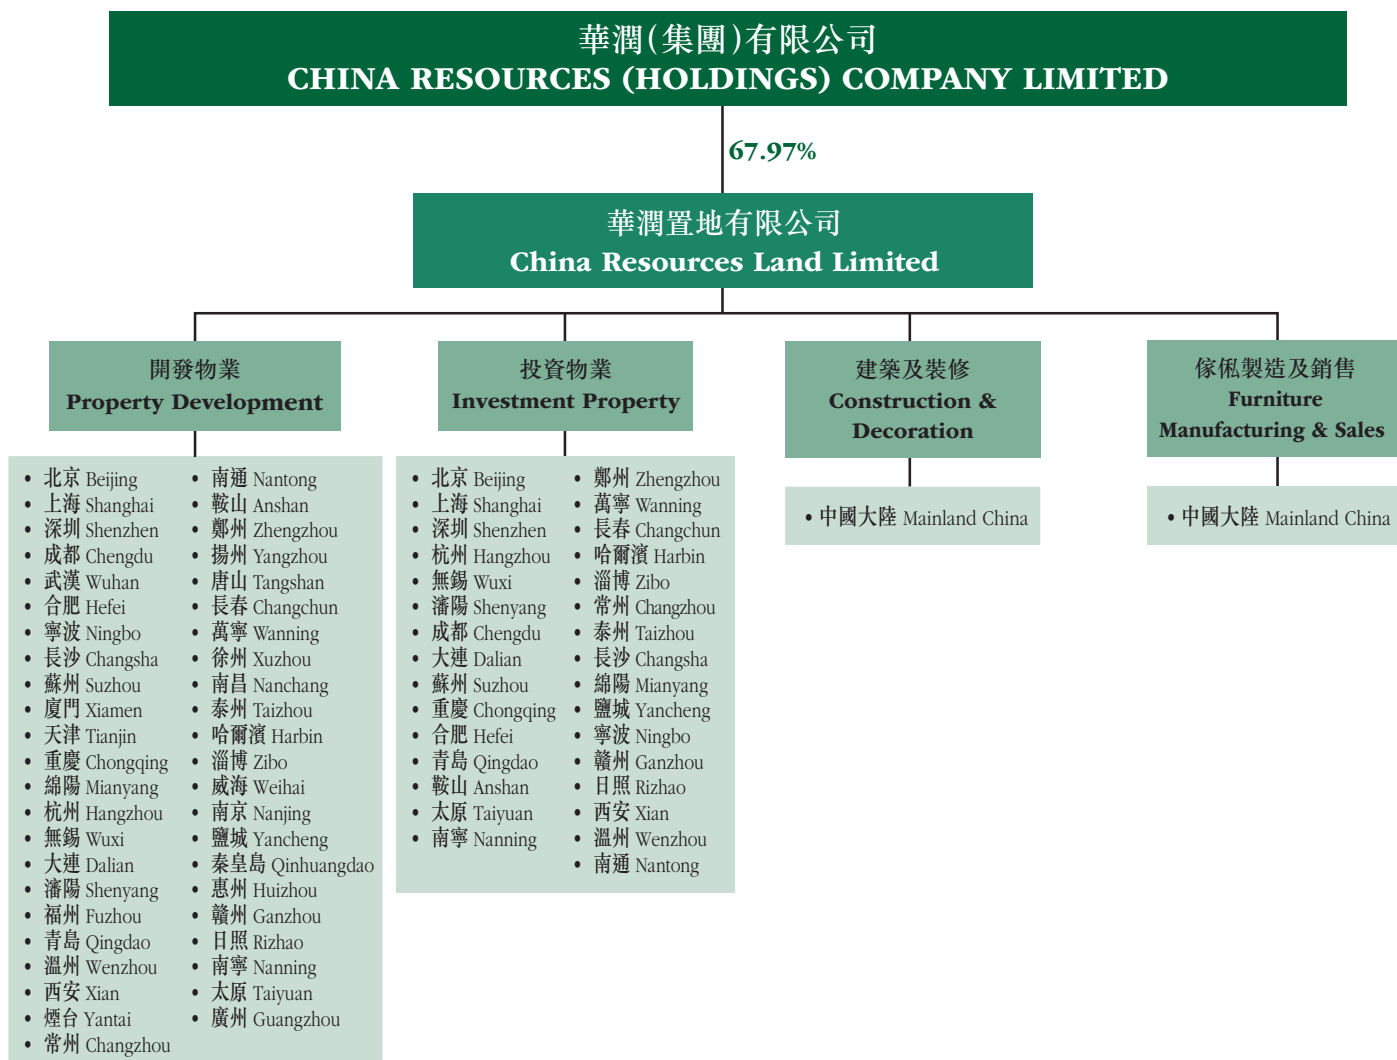 華潤(集團)有限公司
CHINA RESOURCES (HOLDINGS) COMPANY LIMITED
67.97%
華潤置地有限公司
China Resources Land Limited
開發物業
Property Development
• 北京 Beijing
• 上海 Shanghai
• 深圳 Shenzhen
• 成都 Chengdu
• 武漢 Wuhan
• 合肥 Hefei
• 寧波 Ningbo
• 長沙 Changsha
• 蘇州 Suzhou
• 廈門 Xiamen
• 天津 Tianjin
• 重慶 Chongqing
• 綿陽 Mianyang
• 杭州 Hangzhou
• 無錫 Wuxi
• 大連 Dalian
• 瀋陽 Shenyang
• 福州 Fuzhou
• 青島 Qingdao
• 溫州 Wenzhou
• 西安 Xian
• 煙台 Yantai
• 常州 Changzhou
• 南通 Nantong
• 鞍山 Anshan
• 鄭州 Zhengzhou
• 揚州 Yangzhou
• 唐山 Tangshan
• 長春 Changchun
• 萬寧 Wanning
• 徐州 Xuzhou
• 南昌 Nanchang
• 泰州 Taizhou
• 哈爾濱 Harbin
• 淄博 Zibo
• 威海 Weihai
• 南京 Nanjing
• 鹽城 Yancheng
• 秦皇島 Qinhuangdao
• 惠州 Huizhou
• 贛州 Ganzhou
• 日照 Rizhao
• 南寧 Nanning
• 太原 Taiyuan
• 廣州 Guangzhou
投資物業
Investment Property
• 北京 Beijing
• 上海 Shanghai
• 深圳 Shenzhen
• 杭州 Hangzhou
• 無錫 Wuxi
• 瀋陽 Shenyang
• 成都 Chengdu
• 大連 Dalian
• 蘇州 Suzhou
• 重慶 Chongqing
• 合肥 Hefei
• 青島 Qingdao
• 鞍山 Anshan
• 太原 Taiyuan
• 南寧 Nanning
• 鄭州 Zhengzhou
• 萬寧 Wanning
• 長春 Changchun
• 哈爾濱 Harbin
• 淄博 Zibo
• 常州 Changzhou
• 泰州 Taizhou
• 長沙 Changsha
• 綿陽 Mianyang
• 鹽城 Yancheng
• 寧波 Ningbo
• 贛州 Ganzhou
• 日照 Rizhao
• 西安 Xian
• 溫州 Wenzhou
• 南通 Nantong
建築及裝修
Construction &
Decoration
• 中國大陸 Mainland China
傢俬製造及銷售
Furniture
Manufacturing & Sales
• 中國大陸 Mainland China